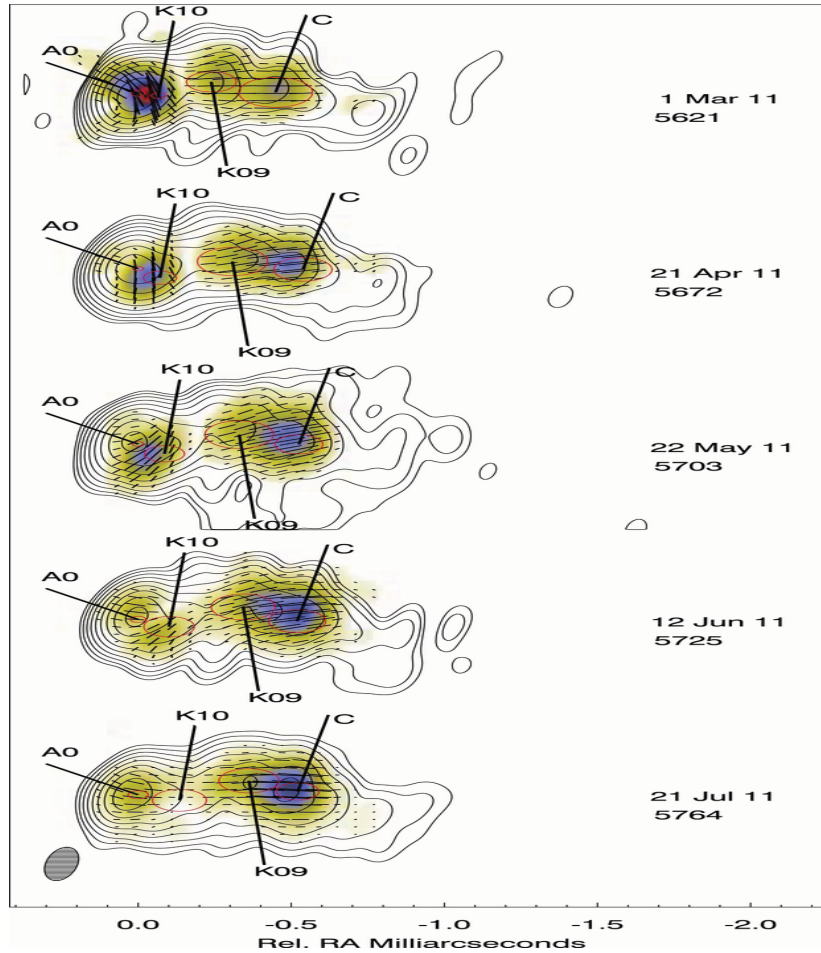 K10
C
A0
1 Mar 11
5621
K09
K10
C
A0
21 Apr 11
5672
K09
K10
C
A0
22 May 11
5703
K09
K10
C
A0
12 Jun 11
5725
K09
K10
C
A0
21 Jul 11
5764
K09
0.0 -0.5 -1.0 -1.5 -2.0
Rel. RA Milliarcseconds